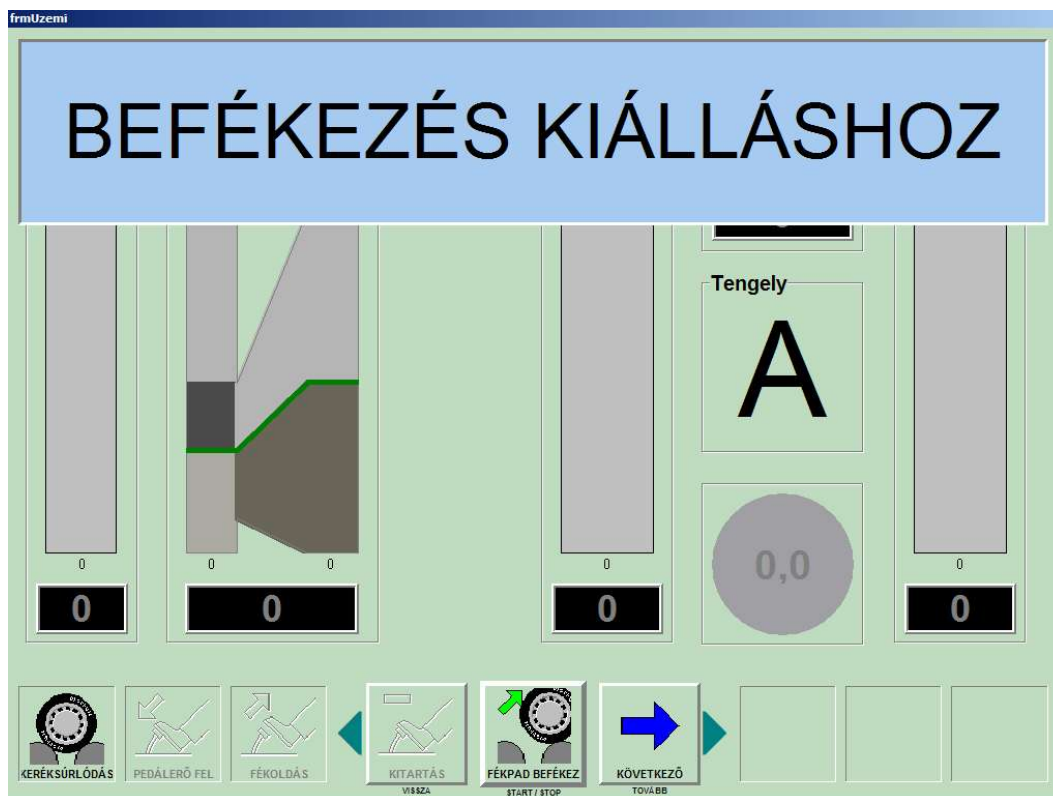 frmUzemi
BEFÉKEZÉS KIÁLLÁSHOZ
Tengely
A
0,0
0 0 0 0 0
0 0 0 0
KERÉKSÚRLÓDÁS PEDÁLERŐ FEL FÉKOLDÁS KITARTÁS FÉKPAD BEFÉKEZ KÖVETKEZŐ
VISSZA START / STOP TOVÁBB